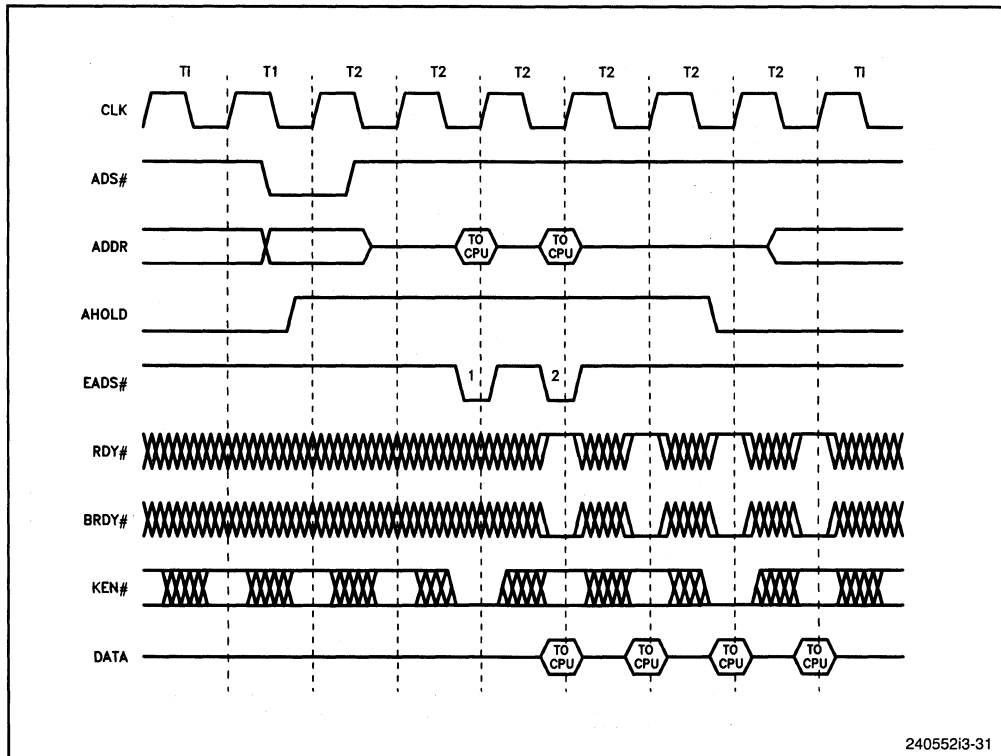 TI T1 T2 T2 T2 T2 T2 T2 TI
CLK
ADS#
ADDR TO CPU TO CPU
AHOLD
EADS# 1 2
RDY#
BRDY#
KEN#
DATA TO CPU TO CPU TO CPU TO CPU
240552i3-31